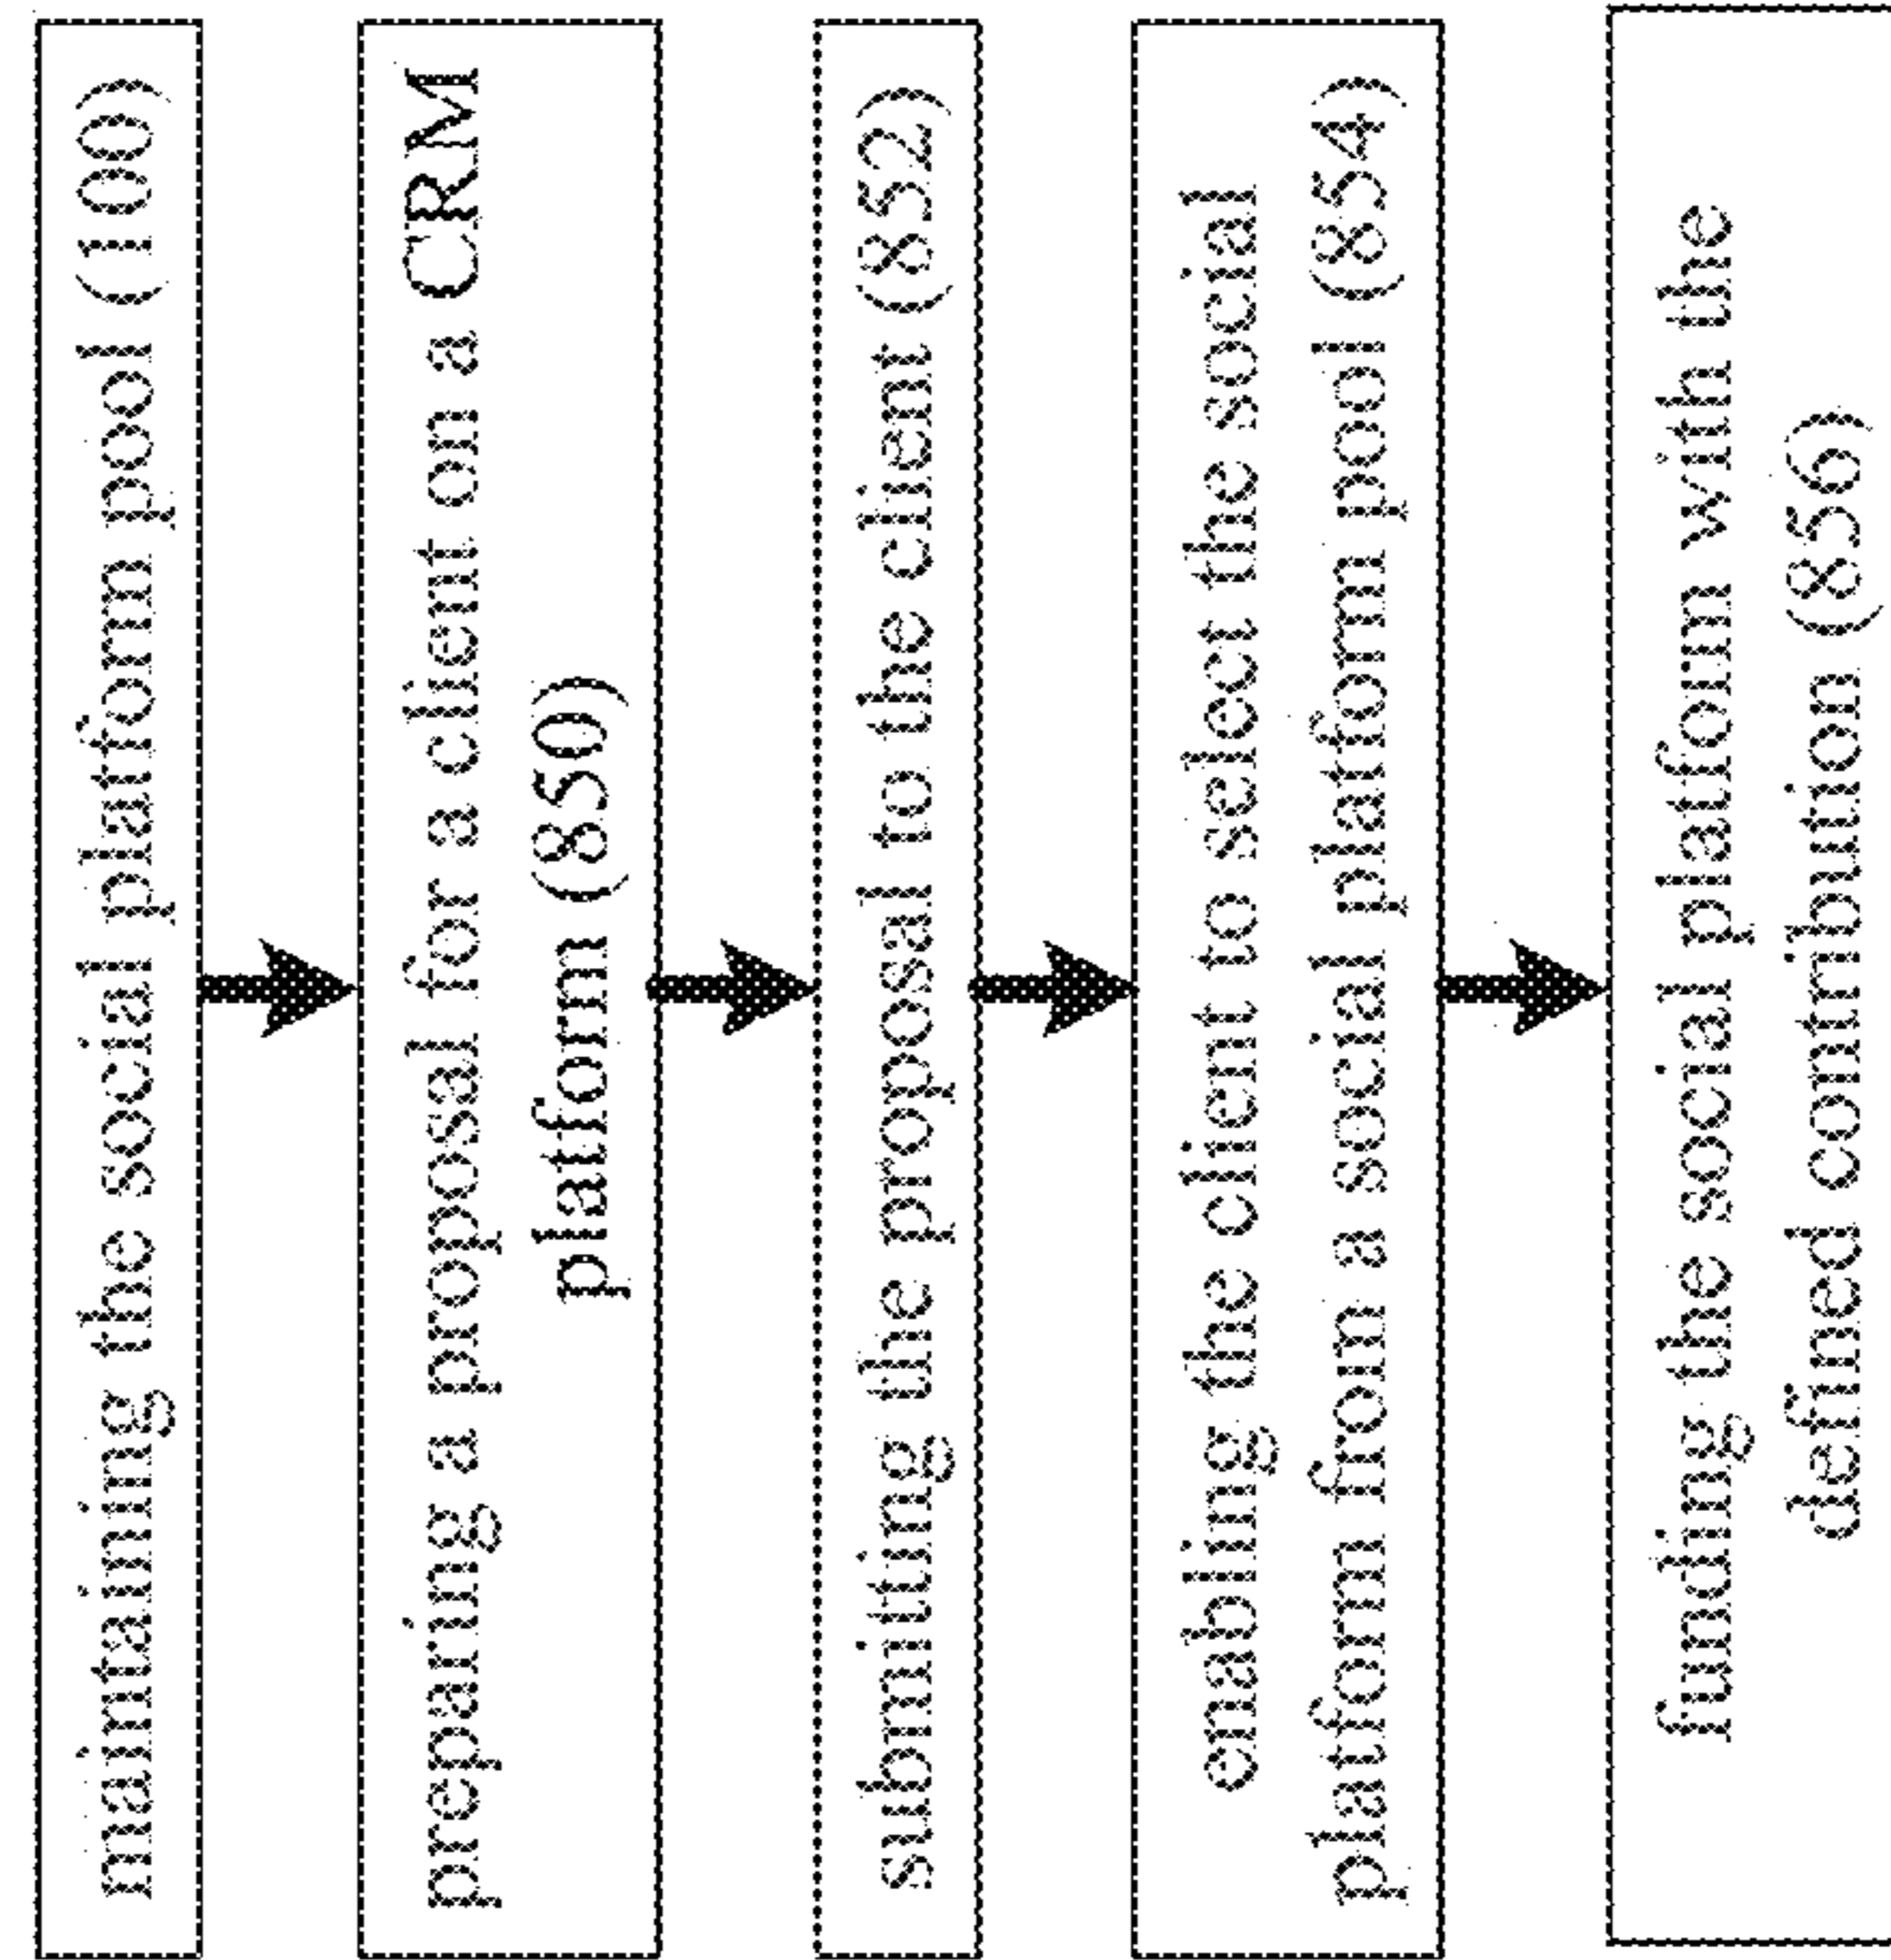 maintaining the social platform pool (100)
preparing a proposal for a client on a CRM
platform (850)
submitting the proposal to the client (852)
enabling the client to select the social
platform from a social platform pool (854)
funding the social platform with the
defined contribution (856)